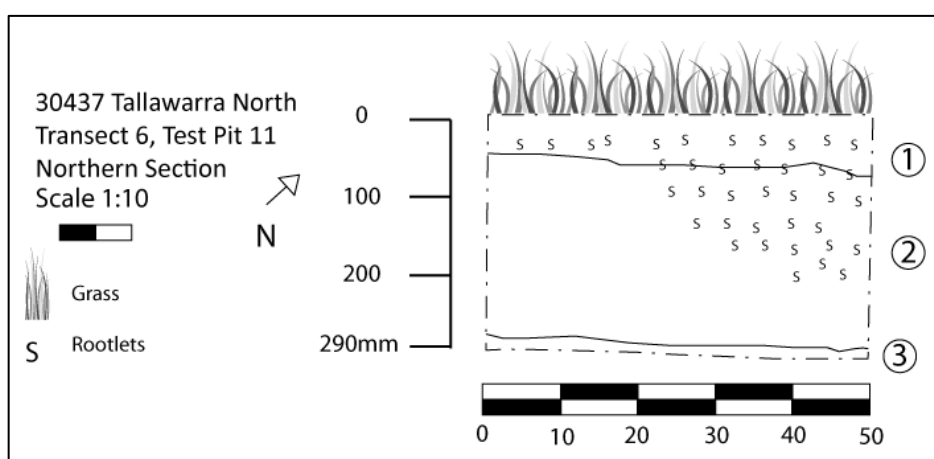 30437 Tallawarra North
Transect 6, Test Pit 11
Northern Section
Scale 1:10
N
Grass
S Rootlets
0
100
200
290mm
S S S S S S S S S S S S
S S S S S S S
S S S S S S
S S S S S
S S S S S
S S S
①
②
③
0 10 20 30 40 50